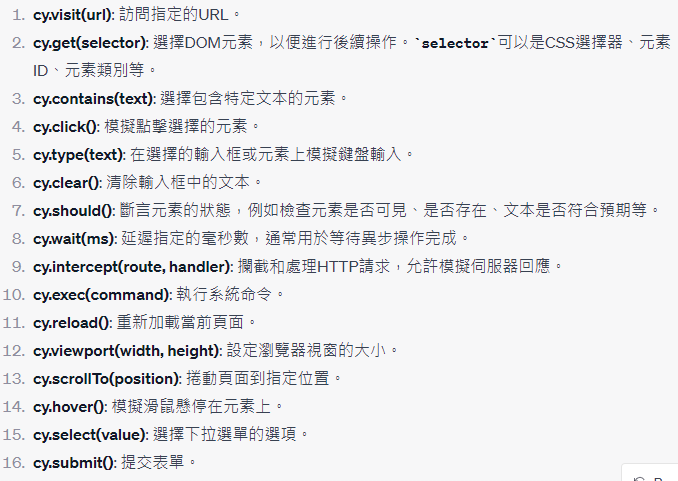 1. cy.visit(url): 訪問指定的URL。
2. cy.get(selector): 選擇DOM元素，以便進行後續操作。`selector`可以是CSS選擇器、元素
ID、元素類別等。
3. cy.contains(text): 選擇包含特定文本的元素。
4. cy.click(): 模擬點擊選擇的元素。
5. cy.type(text): 在選擇的輸入框或元素上模擬鍵盤輸入。
6. cy.clear(): 清除輸入框中的文本。
7. cy.should(): 斷言元素的狀態，例如檢查元素是否可見、是否存在、文本是否符合預期等。
8. cy.wait(ms): 延遲指定的毫秒數，通常用於等待異步操作完成。
9. cy.intercept(route, handler): 攔截和處理HTTP請求，允許模擬伺服器回應。
10. cy.exec(command): 執行系統命令。
11. cy.reload(): 重新加載當前頁面。
12. cy.viewport(width, height): 設定瀏覽器視窗的大小。
13. cy.scrollTo(position): 捲動頁面到指定位置。
14. cy.hover(): 模擬滑鼠懸停在元素上。
15. cy.select(value): 選擇下拉選單的選項。
16. cy.submit(): 提交表單。